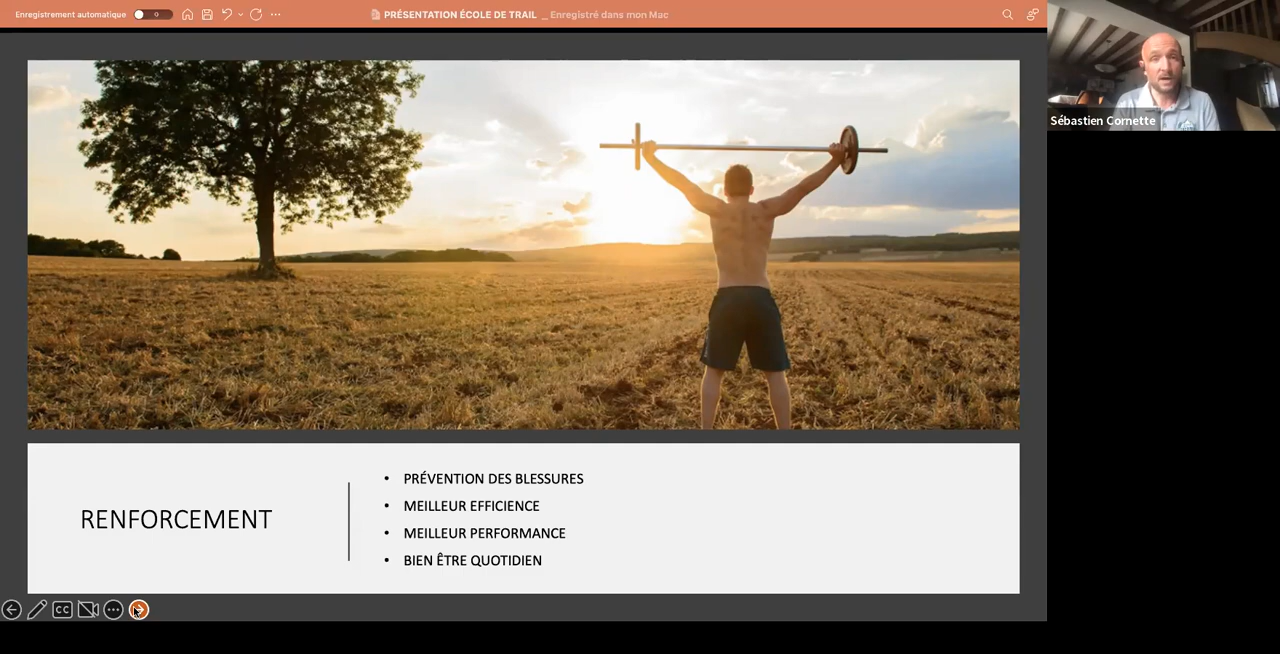 Enregistrement automatique
PRÉSENTATION ÉCOLE DE TRAIL _ Enregistré dans mon Mac
Sébastien Cornette
RENFORCEMENT
• PRÉVENTION DES BLESSURES
• MEILLEUR EFFICIENCE
• MEILLEUR PERFORMANCE
• BIEN ÊTRE QUOTIDIEN
CC